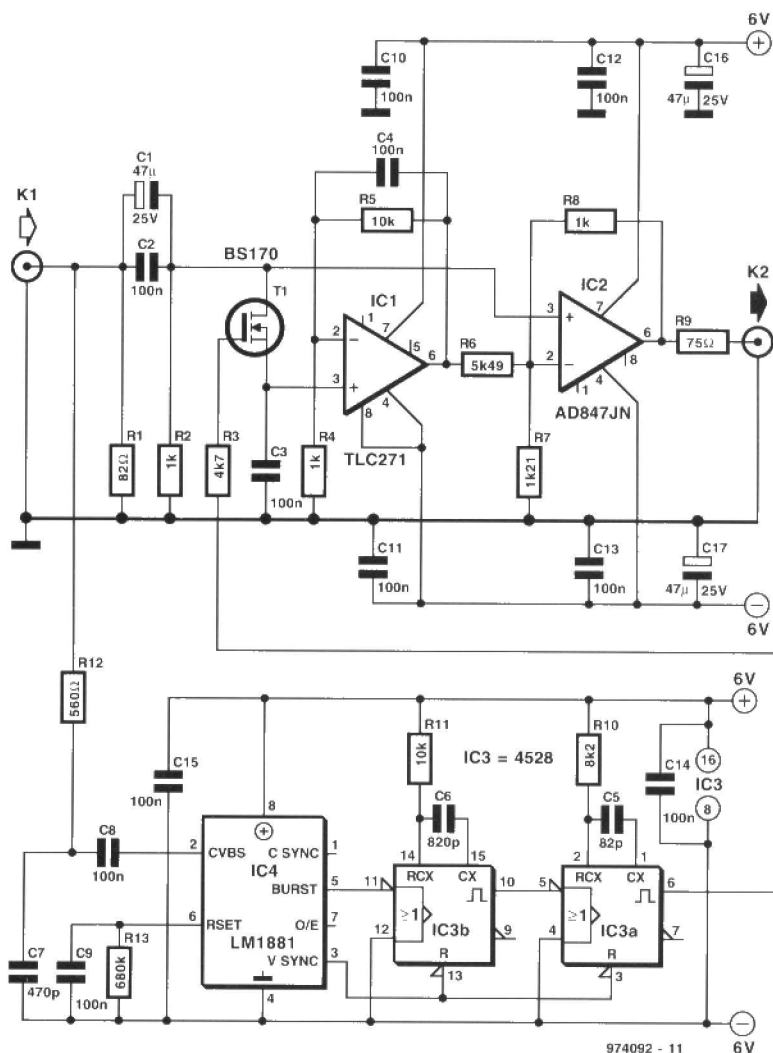 6V
+
C10
100n
C12
100n
C16
47µ
25V
C4
100n
C1
47µ
25V
K1
R5
10k
R8
1k
C2
100n
BS170
T1
IC1
IC2
K2
1
7
2
−
5
6
3
+
4
8
R6
5k49
3
+
7
6
2
−
4
8
1
R9
75Ω
AD847JN
R1
82Ω
R2
1k
R3
4k7
C3
100n
R4
1k
TLC271
R7
1k21
C11
100n
C13
100n
C17
47µ
25V
−
6V
R12
560Ω
6V
+
R11
10k
IC3 = 4528
R10
8k2
C14
100n
16
IC3
8
C15
100n
C6
820p
C5
82p
C8
100n
8
+
2
CVBS
C SYNC
1
IC4
BURST
5
6
RSET
O/E
7
LM1881
V SYNC
3
4
14
15
RCX
CX
11
≥1
10
12
IC3b
9
R
13
2
1
RCX
CX
5
≥1
6
4
IC3a
7
R
3
C7
470p
C9
100n
R13
680k
−
6V
974092 - 11